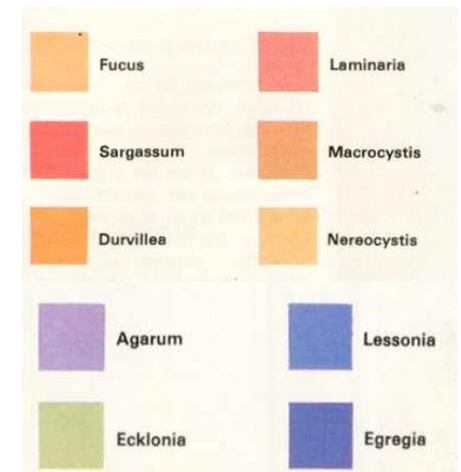 Fucus
Laminaria
Sargassum
Macrocystis
Durvillea
Nereocystis
Agarum
Lessonia
Ecklonia
Egregia